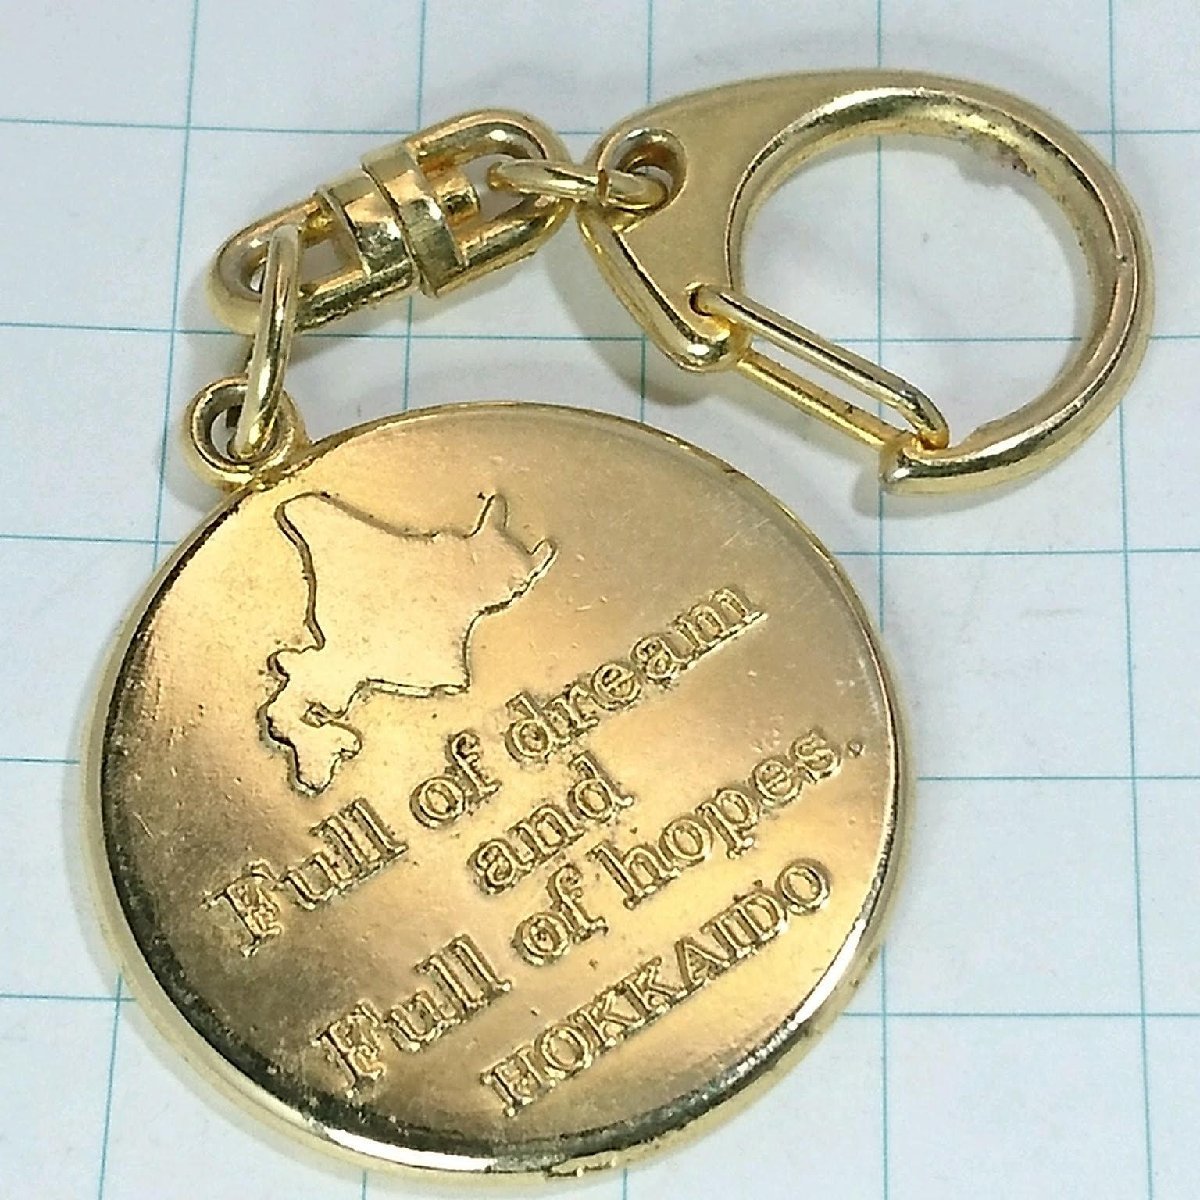 Full of dream
and
Full of hopes.
HOKKAIDO